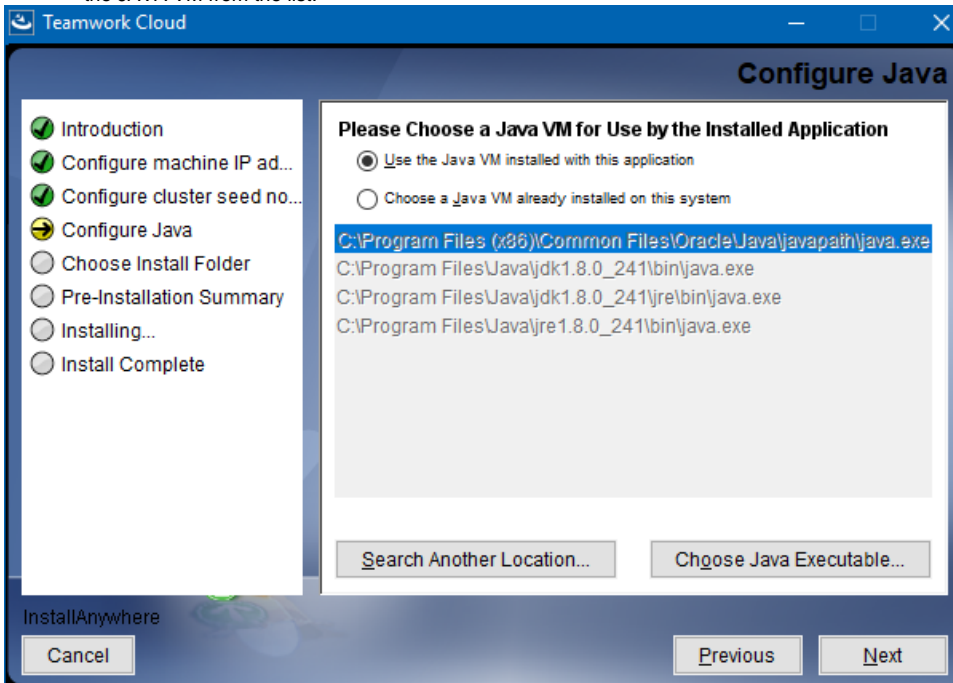 Teamwork Cloud
Configure Java
Introduction
Configure machine IP ad...
Configure cluster seed no...
Configure Java
Choose Install Folder
Pre-Installation Summary
Installing...
Install Complete
Please Choose a Java VM for Use by the Installed Application
Use the Java VM installed with this application
Choose a Java VM already installed on this system
C:\Program Files (x86)\Common Files\Oracle\Java\javapath\java.exe
C:\Program Files\Java\jdk1.8.0_241\bin\java.exe
C:\Program Files\Java\jdk1.8.0_241\jre\bin\java.exe
C:\Program Files\Java\jre1.8.0_241\bin\java.exe
Search Another Location...
Choose Java Executable...
InstallAnywhere
Cancel
Previous
Next